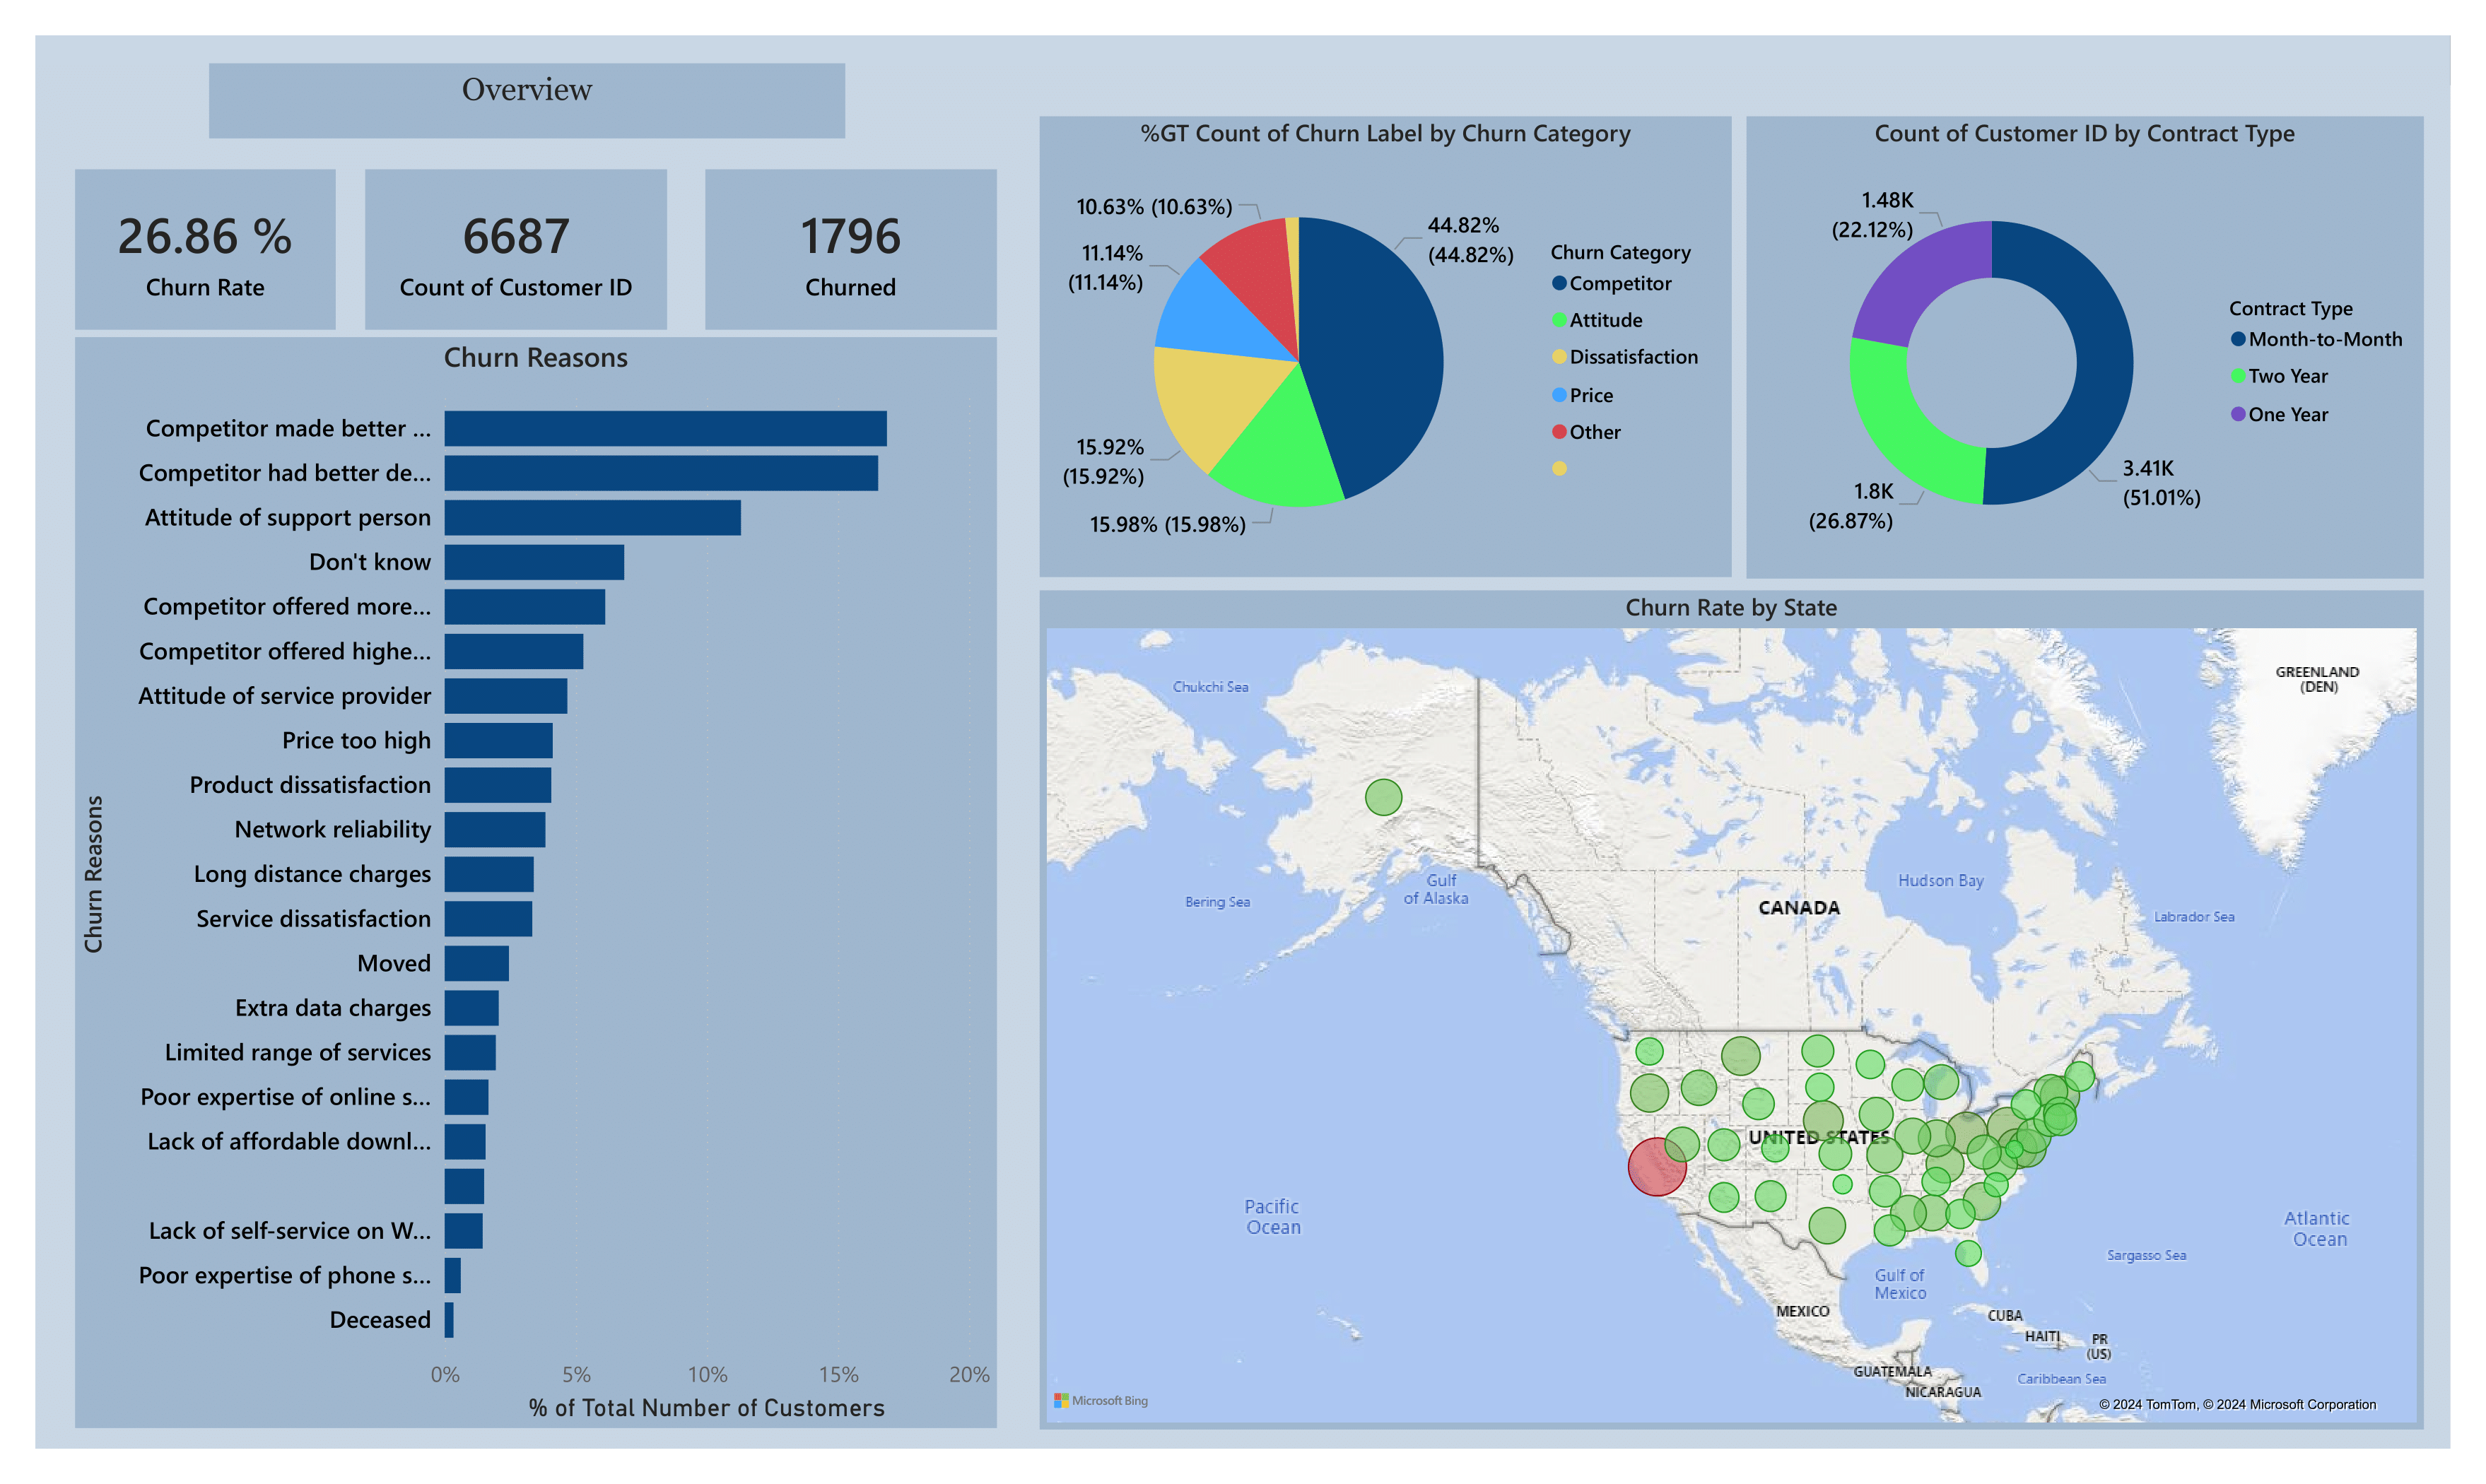 Overview
26.86 %
Churn Rate
6687
Count of Customer ID
1796
Churned
Churn Reasons
Churn Reasons
Competitor made better ...
Competitor had better de...
Attitude of support person
Don't know
Competitor offered more...
Competitor offered highe...
Attitude of service provider
Price too high
Product dissatisfaction
Network reliability
Long distance charges
Service dissatisfaction
Moved
Extra data charges
Limited range of services
Poor expertise of online s...
Lack of affordable downl...
Lack of self-service on W...
Poor expertise of phone s...
Deceased
0% 5% 10% 15% 20%
% of Total Number of Customers
%GT Count of Churn Label by Churn Category
10.63% (10.63%)
11.14%
(11.14%)
15.92%
(15.92%)
15.98% (15.98%)
44.82%
(44.82%)
Churn Category
Competitor
Attitude
Dissatisfaction
Price
Other
Count of Customer ID by Contract Type
1.48K
(22.12%)
1.8K
(26.87%)
3.41K
(51.01%)
Contract Type
Month-to-Month
Two Year
One Year
Churn Rate by State
Chukchi Sea
GREENLAND
(DEN)
Gulf
of Alaska
Bering Sea
Hudson Bay
CANADA
Labrador Sea
UNITED STATES
Pacific
Ocean
Atlantic
Ocean
Sargasso Sea
Gulf of
Mexico
MEXICO
CUBA
HAITI
PR
(US)
GUATEMALA
Caribbean Sea
NICARAGUA
Microsoft Bing
© 2024 TomTom, © 2024 Microsoft Corporation